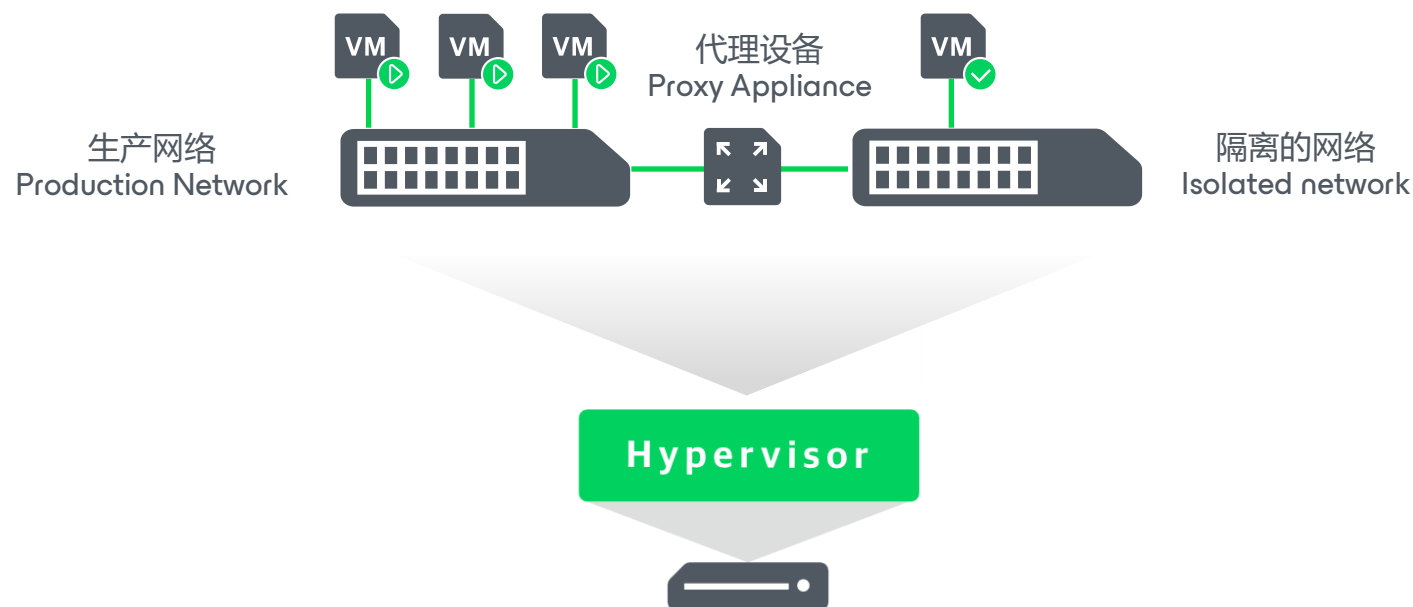 VM
VM
VM
VM
代理设备
Proxy Appliance
生产网络
Production Network
隔离的网络
Isolated network
Hypervisor